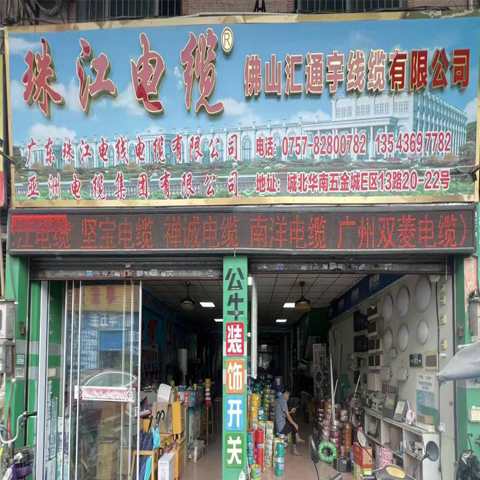 珠江电缆®
佛山汇通宇线缆有限公司
广东珠江电线电缆有限公司
亚洲电缆集团有限公司
电话：0757-82800782 13543697782
地址：城北华南五金城E区13路20-22号
江电缆 坚宝电缆 禅诚电缆 南洋电缆 广州双菱电缆）
公牛装饰开关